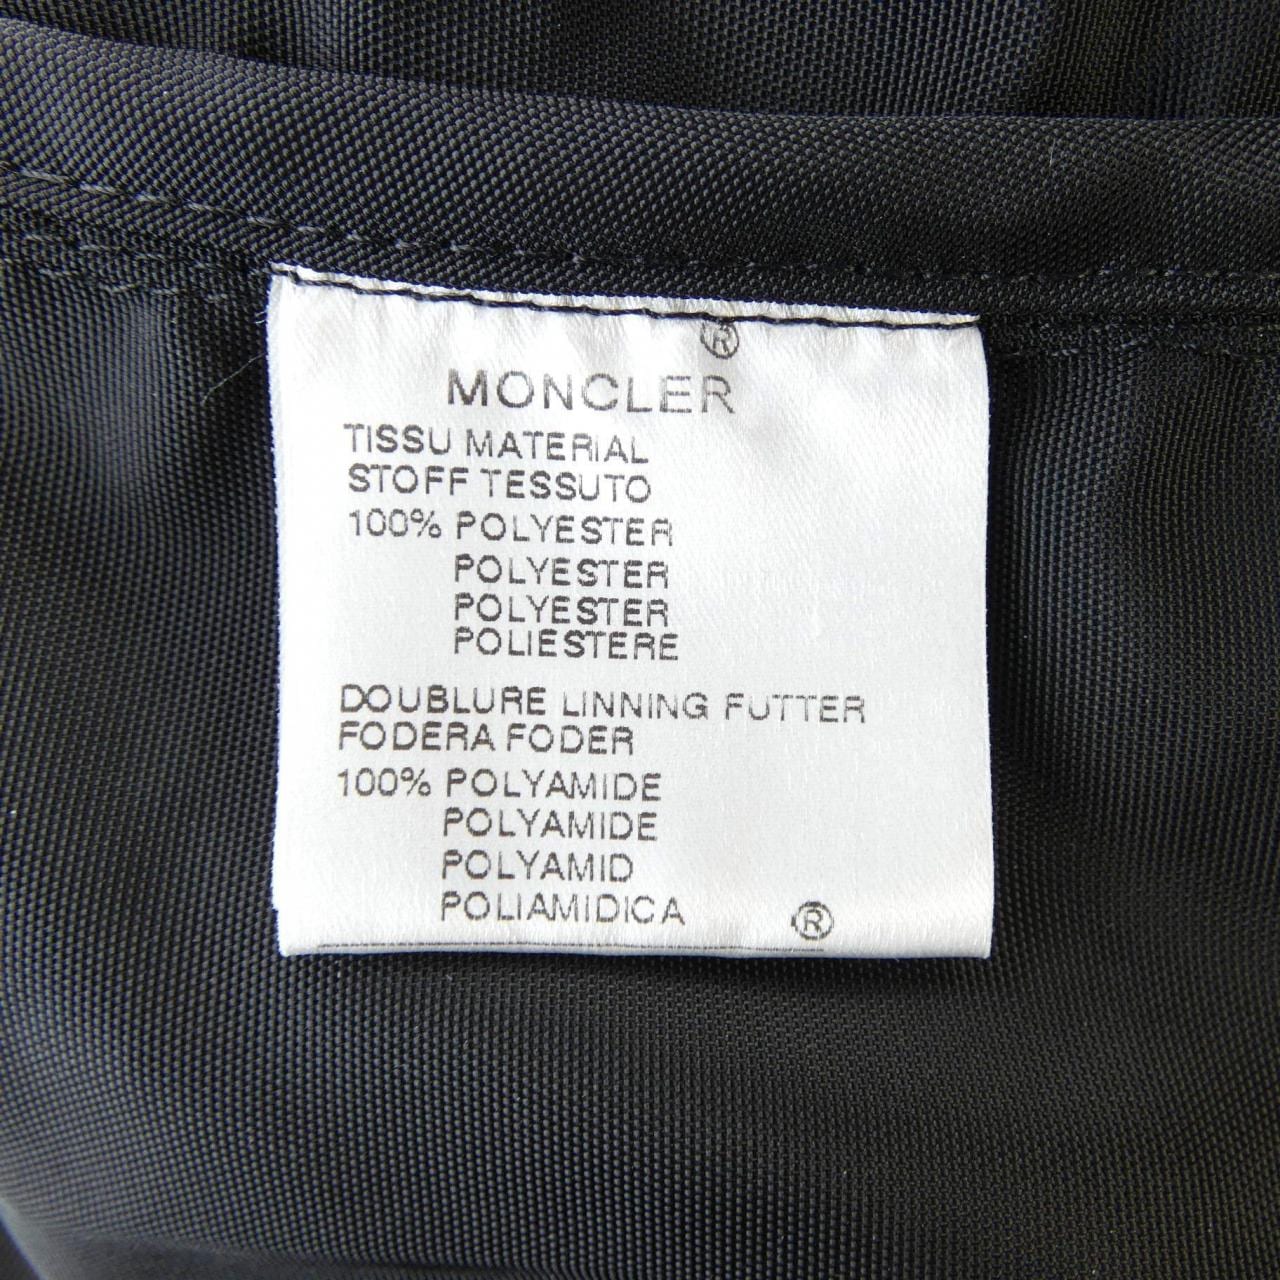 ®
MONCLER
TISSU MATERIAL
STOFF TESSUTO
100% POLYESTER
POLYESTER
POLYESTER
POLIESTERE
DOUBLURE LINNING FUTTER
FODERA FODER
100% POLYAMIDE
POLYAMIDE
POLYAMID
POLIAMIDICA
®